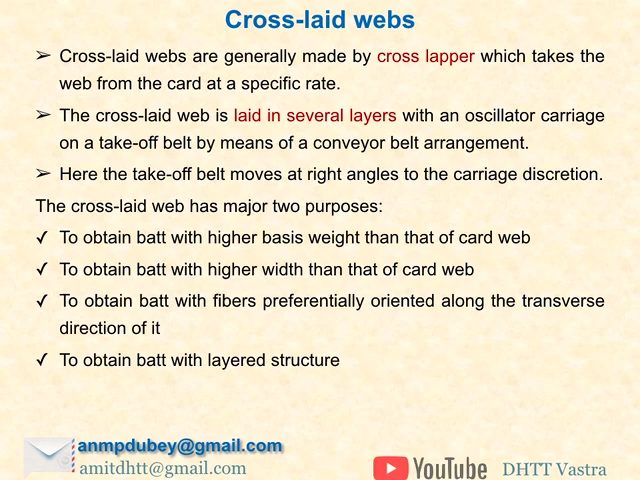 Cross-laid webs
➢ Cross-laid webs are generally made by cross lapper which takes the
web from the card at a specific rate.
➢ The cross-laid web is laid in several layers with an oscillator carriage
on a take-off belt by means of a conveyor belt arrangement.
➢ Here the take-off belt moves at right angles to the carriage discretion.
The cross-laid web has major two purposes:
✓ To obtain batt with higher basis weight than that of card web
✓ To obtain batt with higher width than that of card web
✓ To obtain batt with fibers preferentially oriented along the transverse
direction of it
✓ To obtain batt with layered structure
anmpdubey@gmail.com
amitdhtt@gmail.com
YouTube DHTT Vastra